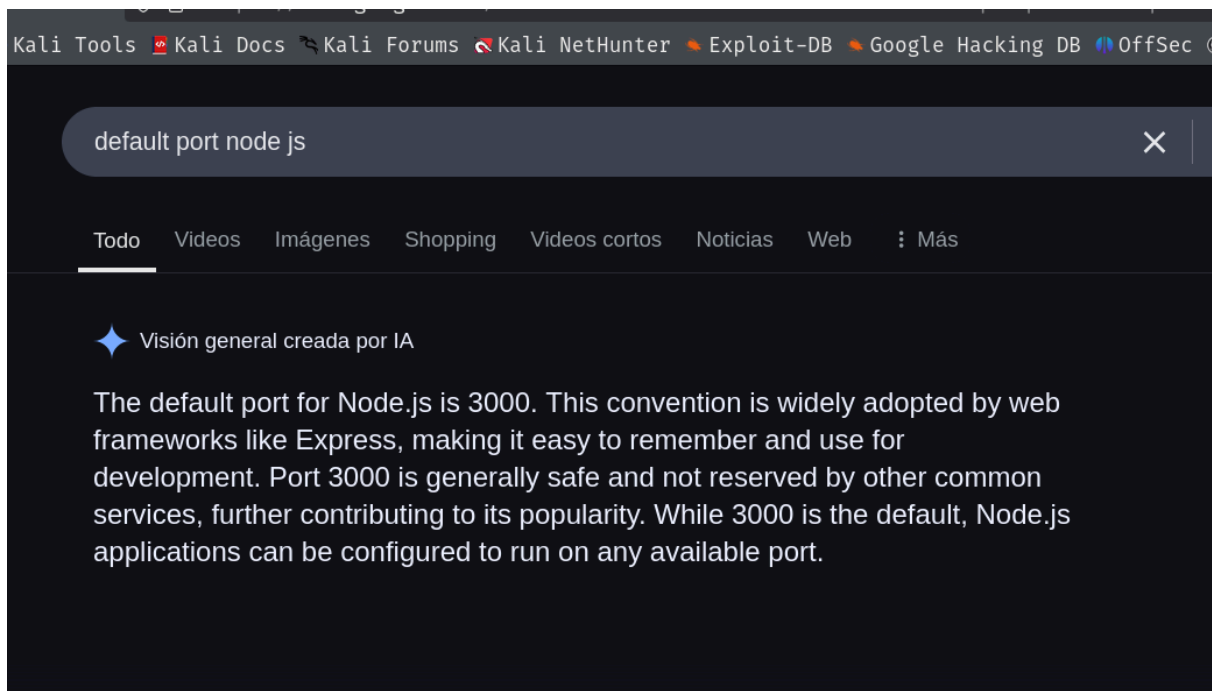 Kali Tools Kali Docs Kali Forums Kali NetHunter Exploit-DB Google Hacking DB OffSec
default port node js
Todo Videos Imágenes Shopping Videos cortos Noticias Web Más
Visión general creada por IA
The default port for Node.js is 3000. This convention is widely adopted by web
frameworks like Express, making it easy to remember and use for
development. Port 3000 is generally safe and not reserved by other common
services, further contributing to its popularity. While 3000 is the default, Node.js
applications can be configured to run on any available port.